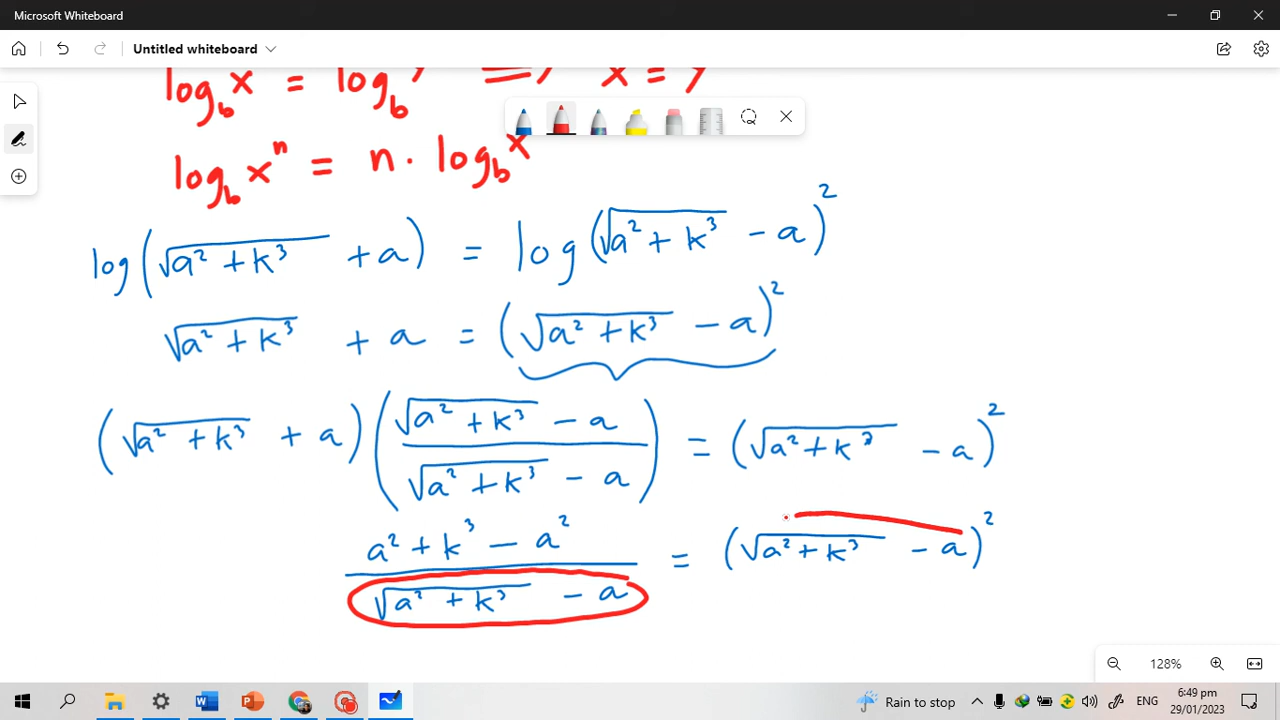 Microsoft Whiteboard
Untitled whiteboard
log_b x = log_b y ⟹ x = y
log_b x^n = n · log_b x
log(√(a² + k³) + a) = log(√(a² + k³) − a)²
√(a² + k³) + a = (√(a² + k³) − a)²
(√(a² + k³) + a) ((√(a² + k³) − a) / (√(a² + k³) − a)) = (√(a² + k³) − a)²
(a² + k³ − a²) / (√(a² + k³) − a) = (√(a² + k³) − a)²
128%
Rain to stop
ENG
6:49 pm
29/01/2023